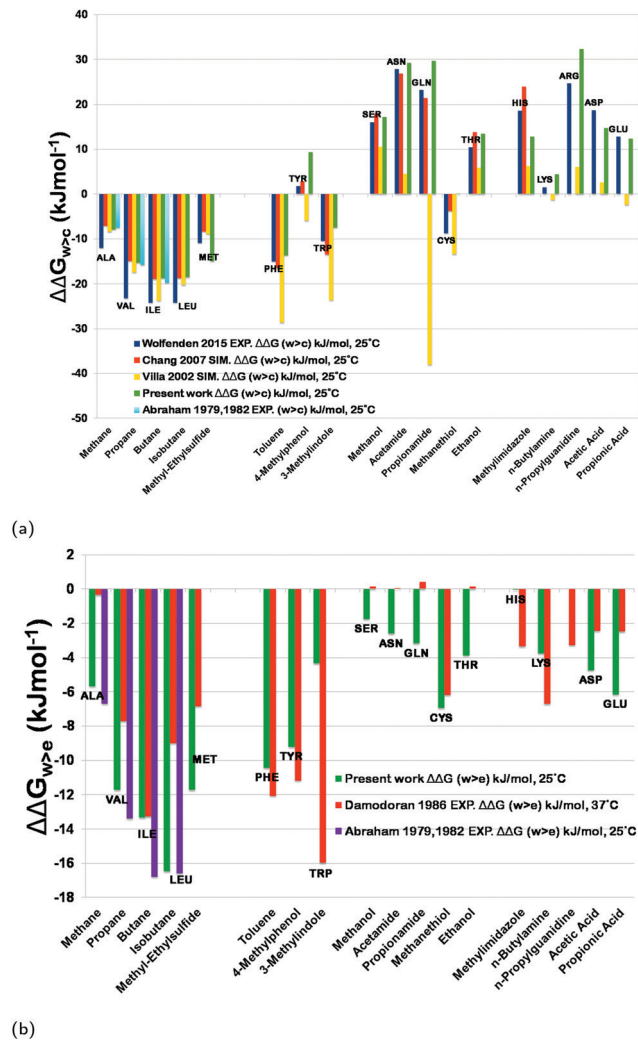 40
30
20
10
0
-10
-20
-30
-40
-50
ΔΔG w>c (kJmol-1)
ALA
VAL
ILE
LEU
MET
PHE
TYR
TRP
SER
ASN
GLN
CYS
THR
HIS
LYS
ARG
ASP
GLU
Wolfenden 2015 EXP. ΔΔG (w>c) kJ/mol, 25˚C
Chang 2007 SIM. ΔΔG (w>c) kJ/mol, 25˚C
Villa 2002 SIM. ΔΔG (w>c) kJ/mol, 25˚C
Present work ΔΔG (w>c) kJ/mol, 25˚C
Abraham 1979,1982 EXP. (w>c) kJ/mol, 25˚C
Methane
Propane
Butane
Isobutane
Methyl-Ethylsulfide
Toluene
4-Methylphenol
3-Methylindole
Methanol
Acetamide
Propionamide
Methanethiol
Ethanol
Methylimidazole
n-Butylamine
n-Propylguanidine
Acetic Acid
Propionic Acid
(a)
2
0
-2
-4
-6
-8
-10
-12
-14
-16
-18
ΔΔG w>e (kJmol-1)
ALA
VAL
ILE
LEU
MET
PHE
TYR
TRP
SER
ASN
GLN
CYS
THR
HIS
LYS
ASP
GLU
Present work ΔΔG (w>e) kJ/mol, 25˚C
Damodoran 1986 EXP. ΔΔG (w>e) kJ/mol, 37˚C
Abraham 1979,1982 EXP. ΔΔG (w>e) kJ/mol, 25˚C
Methane
Propane
Butane
Isobutane
Methyl-Ethylsulfide
Toluene
4-Methylphenol
3-Methylindole
Methanol
Acetamide
Propionamide
Methanethiol
Ethanol
Methylimidazole
n-Butylamine
n-Propylguanidine
Acetic Acid
Propionic Acid
(b)